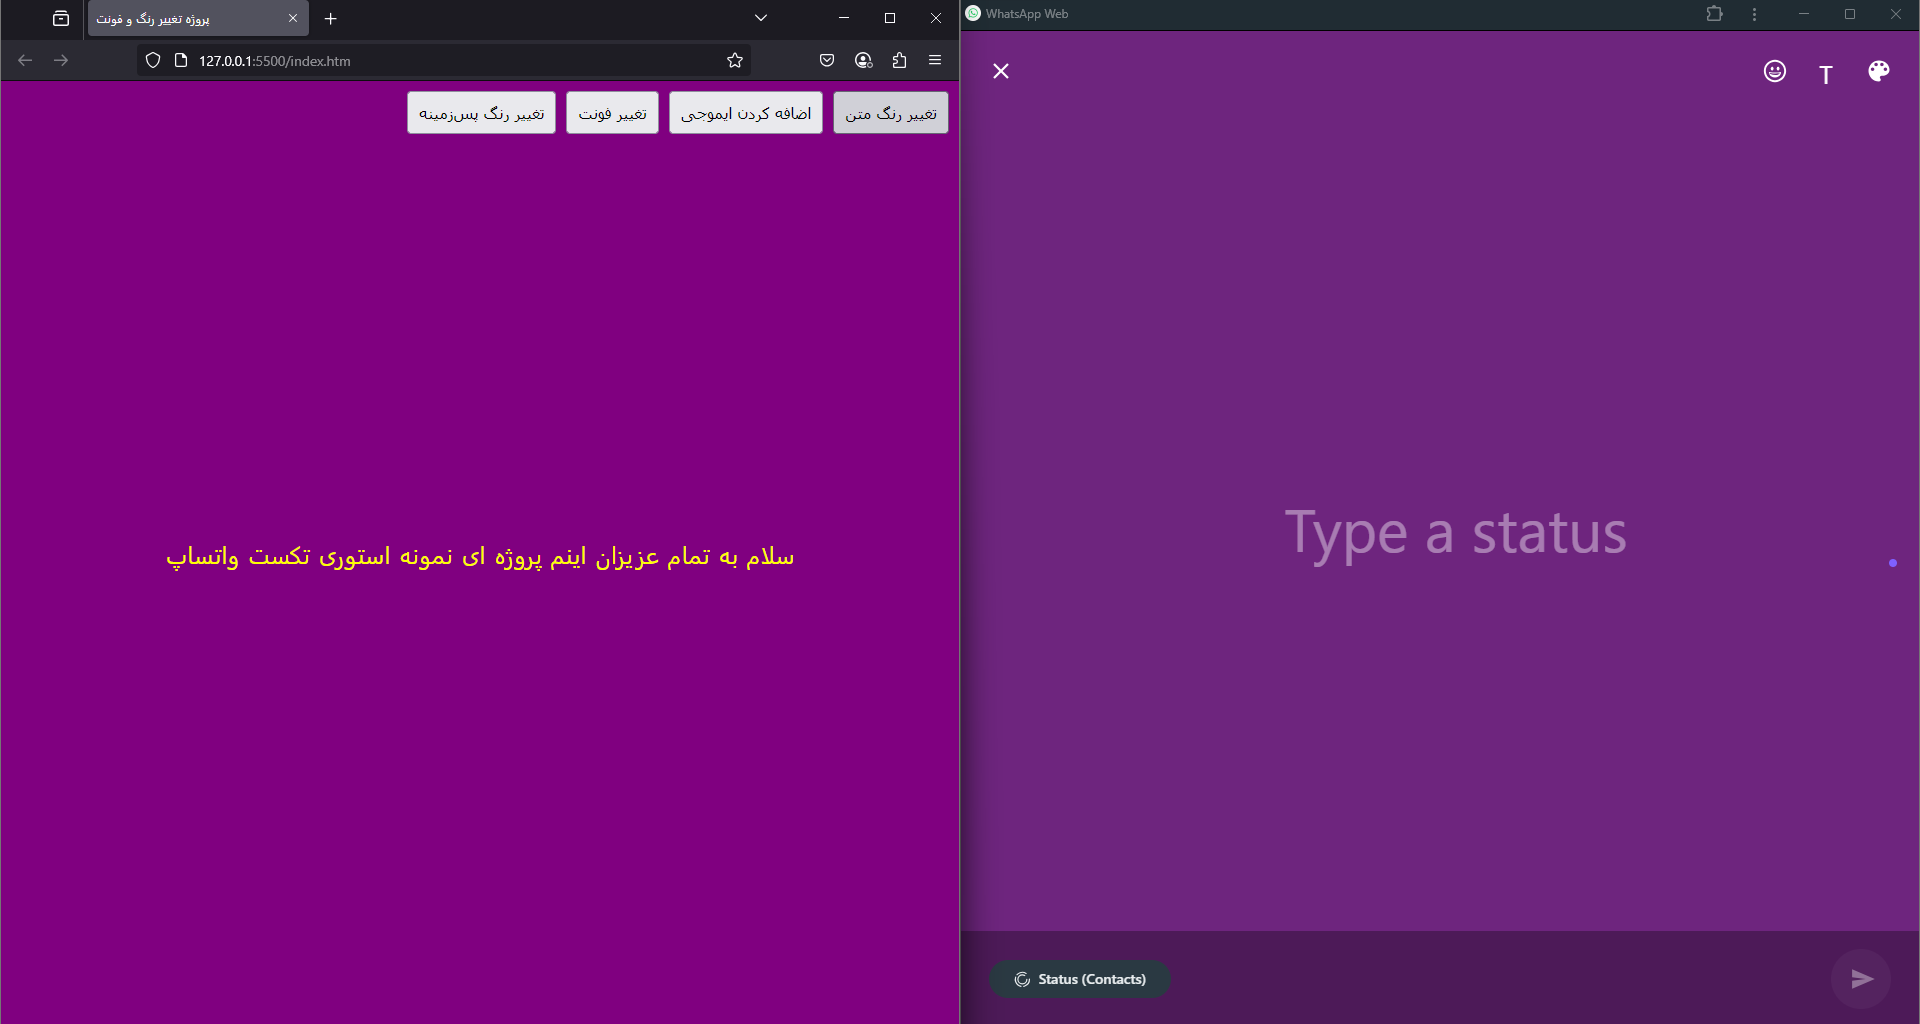 پروژه تغییر رنگ و فونت
127.0.0.1:5500/index.htm
تغییر رنگ متن
اضافه کردن ایموجی
تغییر فونت
تغییر رنگ پس‌زمینه
سلام به تمام عزیزان اینم پروژه ای نمونه استوری تکست واتساپ
WhatsApp Web
T
Type a status
Status (Contacts)